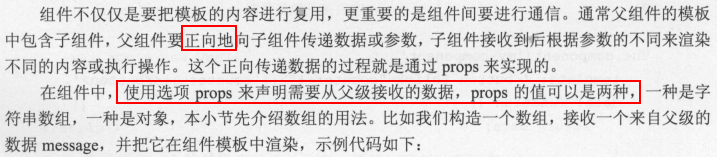 组件不仅仅是要把模板的内容进行复用，更重要的是组件间要进行通信。通常父组件的模板
中包含子组件，父组件要正向地向子组件传递数据或参数，子组件接收到后根据参数的不同来渲染
不同的内容或执行操作。这个正向传递数据的过程就是通过 props 来实现的。
在组件中，使用选项 props 来声明需要从父级接收的数据，props 的值可以是两种，一种是字
符串数组，一种是对象，本小节先介绍数组的用法。比如我们构造一个数组，接收一个来自父级的
数据 message，并把它在组件模板中渲染，示例代码如下：